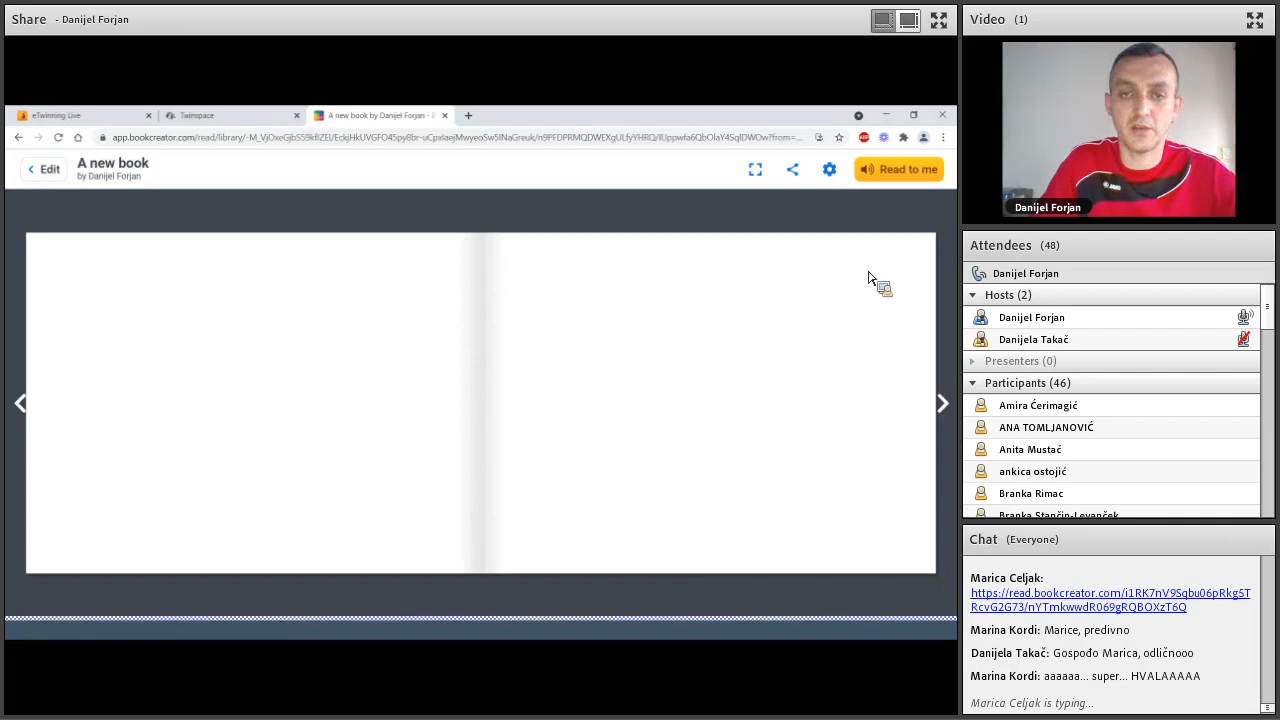 Share - Danijel Forjan
eTwinning Live
Twinspace
A new book by Danijel Forjan -
Edit
A new book
by Danijel Forjan
Read to me
Video (1)
Danijel Forjan
Attendees (48)
Danijel Forjan
Hosts (2)
Danijel Forjan
Danijela Takač
Presenters (0)
Participants (46)
Amira Ćerimagić
ANA TOMLJANOVIĆ
Anita Mustać
ankica ostojić
Branka Rimac
Branka Stančin-Levanček
Chat (Everyone)
Marica Celjak:
https://read.bookcreator.com/i1RK7nV9Sqbu06pRkg5T
RcvG2G73/nYTmkwwdR069gRQBOXzT6Q
Marina Kordi: Marice, predivno
Danijela Takač: Gospođo Marica, odličnooo
Marina Kordi: aaaaaa... super... HVALAAAAA
Marica Celjak is typing...